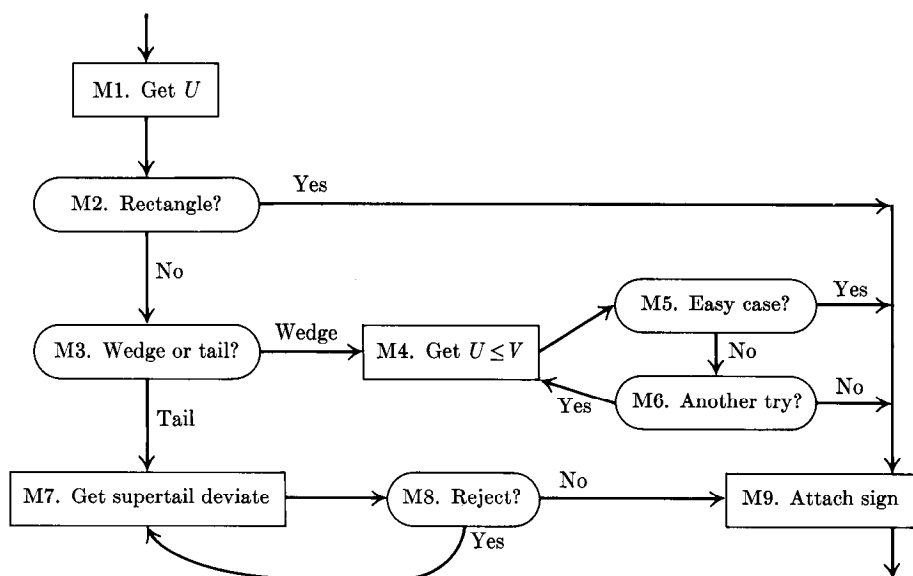 M1. Get U
M2. Rectangle?
Yes
No
M3. Wedge or tail?
Wedge
M4. Get U ≤ V
M5. Easy case?
Yes
No
M6. Another try?
Yes
No
Tail
M7. Get supertail deviate
M8. Reject?
No
Yes
M9. Attach sign